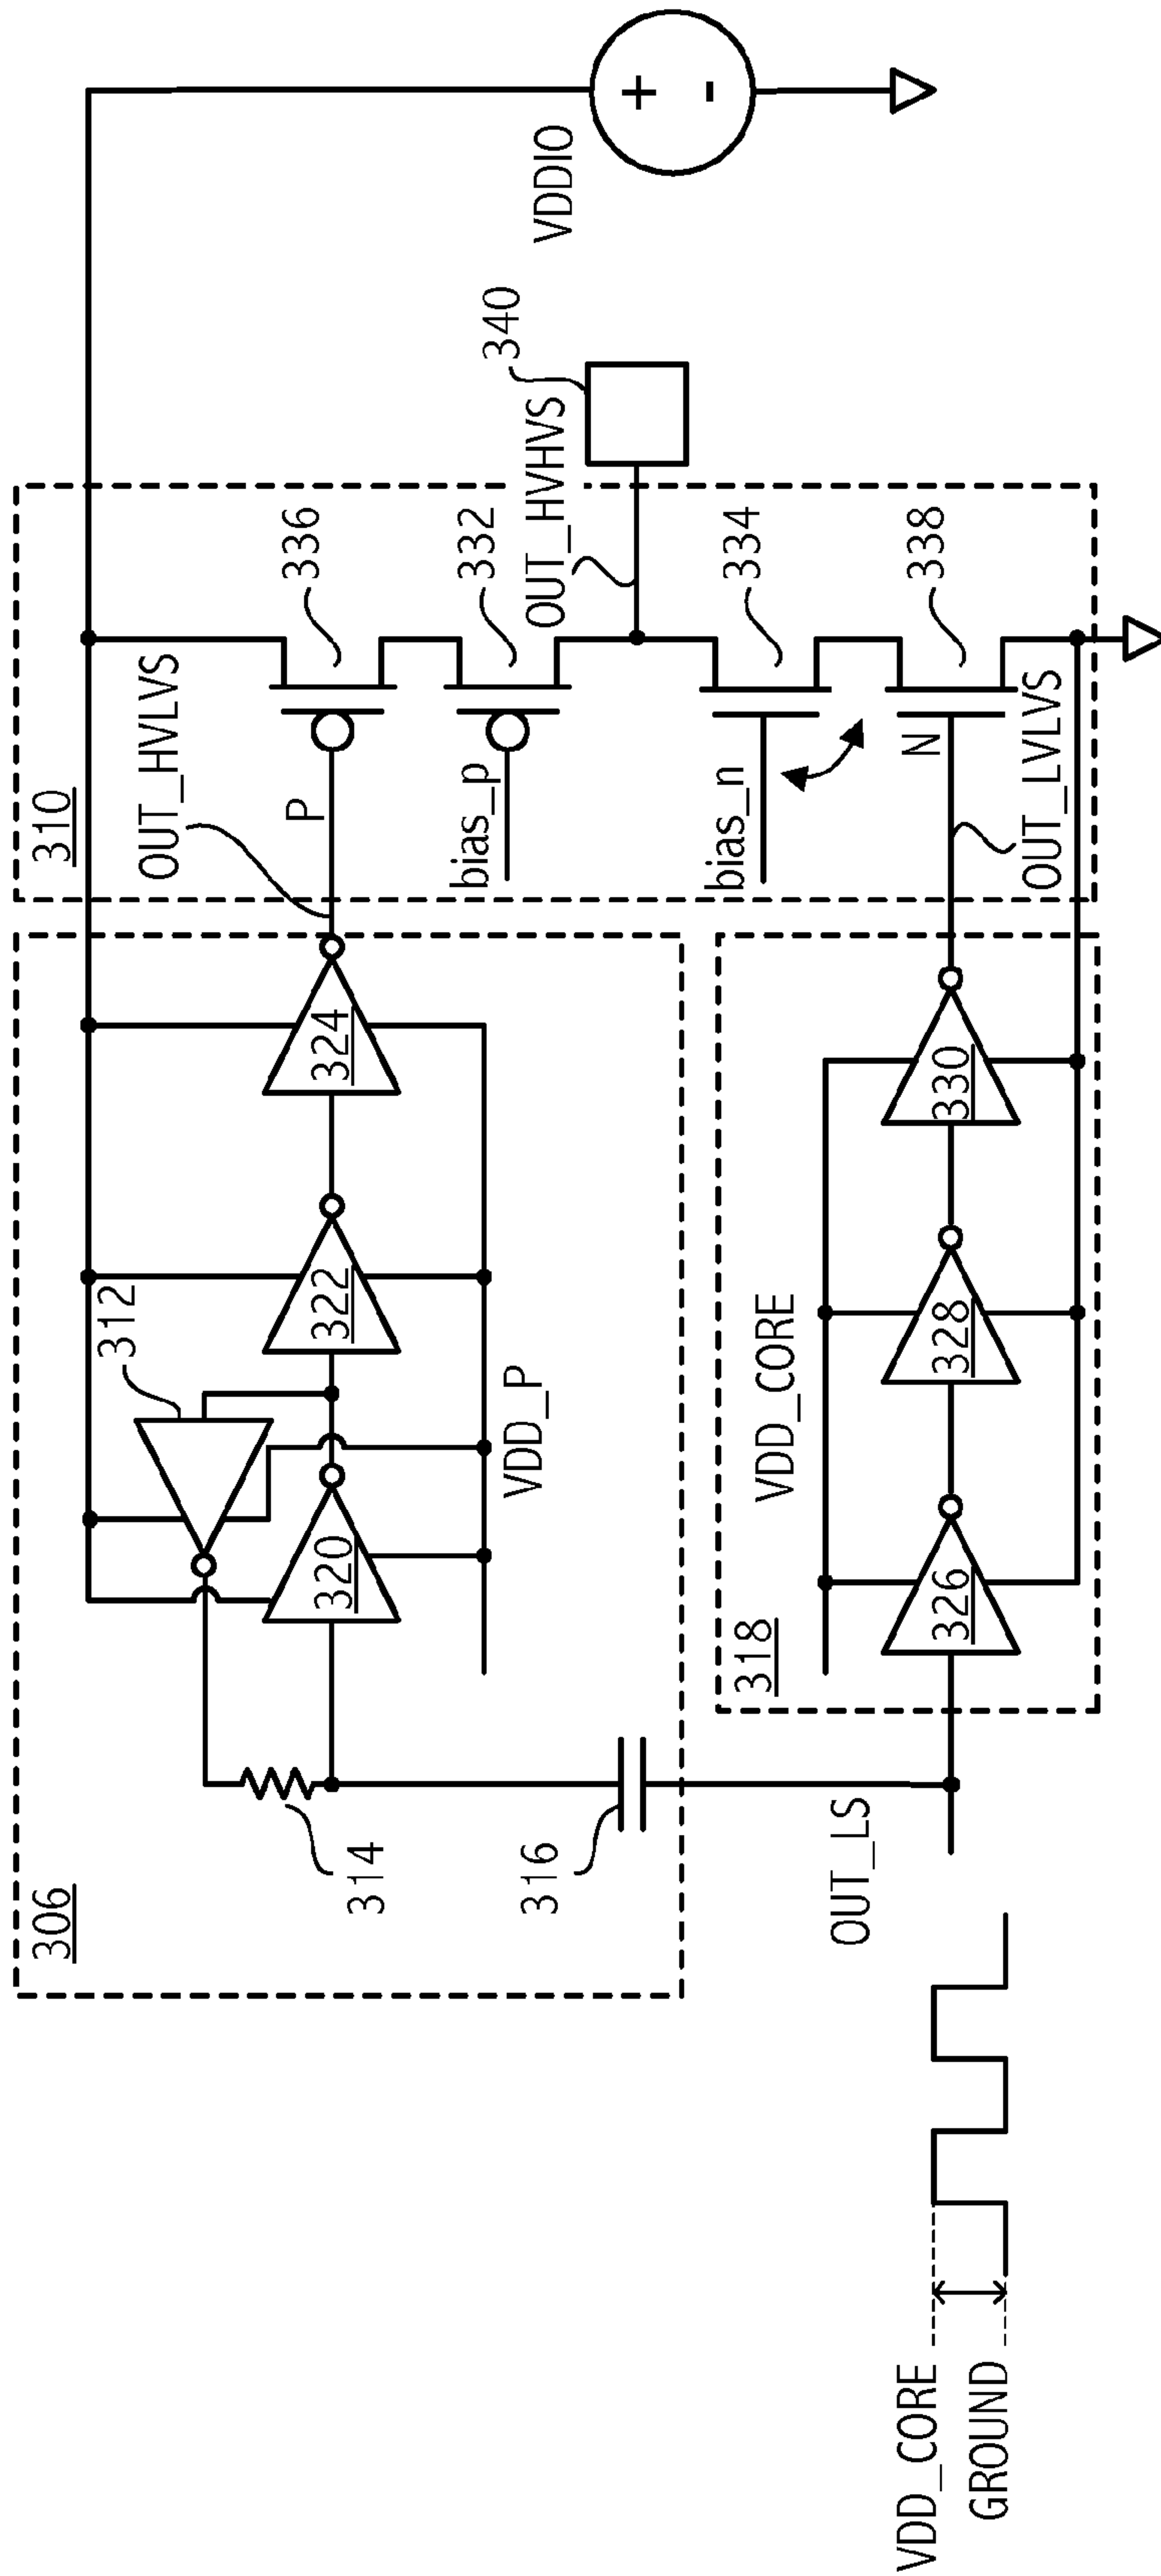 306
310
312
OUT_HVLVS
P
336
332
bias_p
OUT_HVHVS
340
VDDIO
+
-
320
322
324
314
316
VDD_P
bias_n
334
338
N
OUT_LVLVS
318
VDD_CORE
326
328
330
OUT_LS
VDD_CORE
GROUND